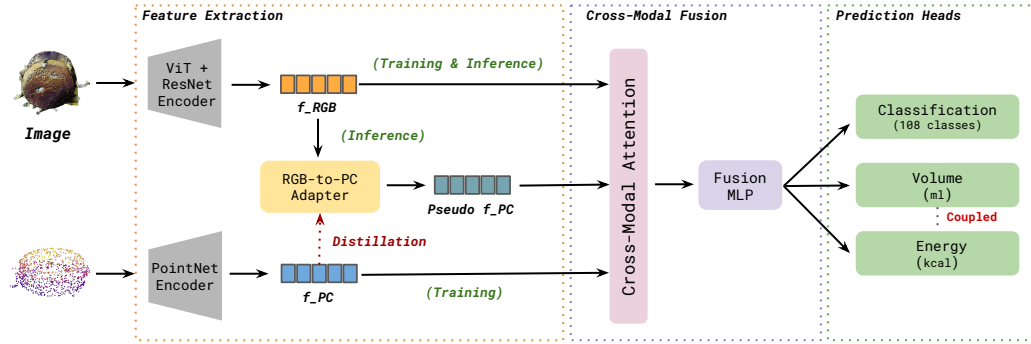 Feature Extraction
Cross-Modal Fusion
Prediction Heads
Image
ViT +
ResNet
Encoder
f_RGB
(Training & Inference)
(Inference)
RGB-to-PC
Adapter
Pseudo f_PC
Distillation
PointNet
Encoder
f_PC
(Training)
Cross-Modal Attention
Fusion
MLP
Classification
(108 classes)
Volume
(ml)
Coupled
Energy
(kcal)